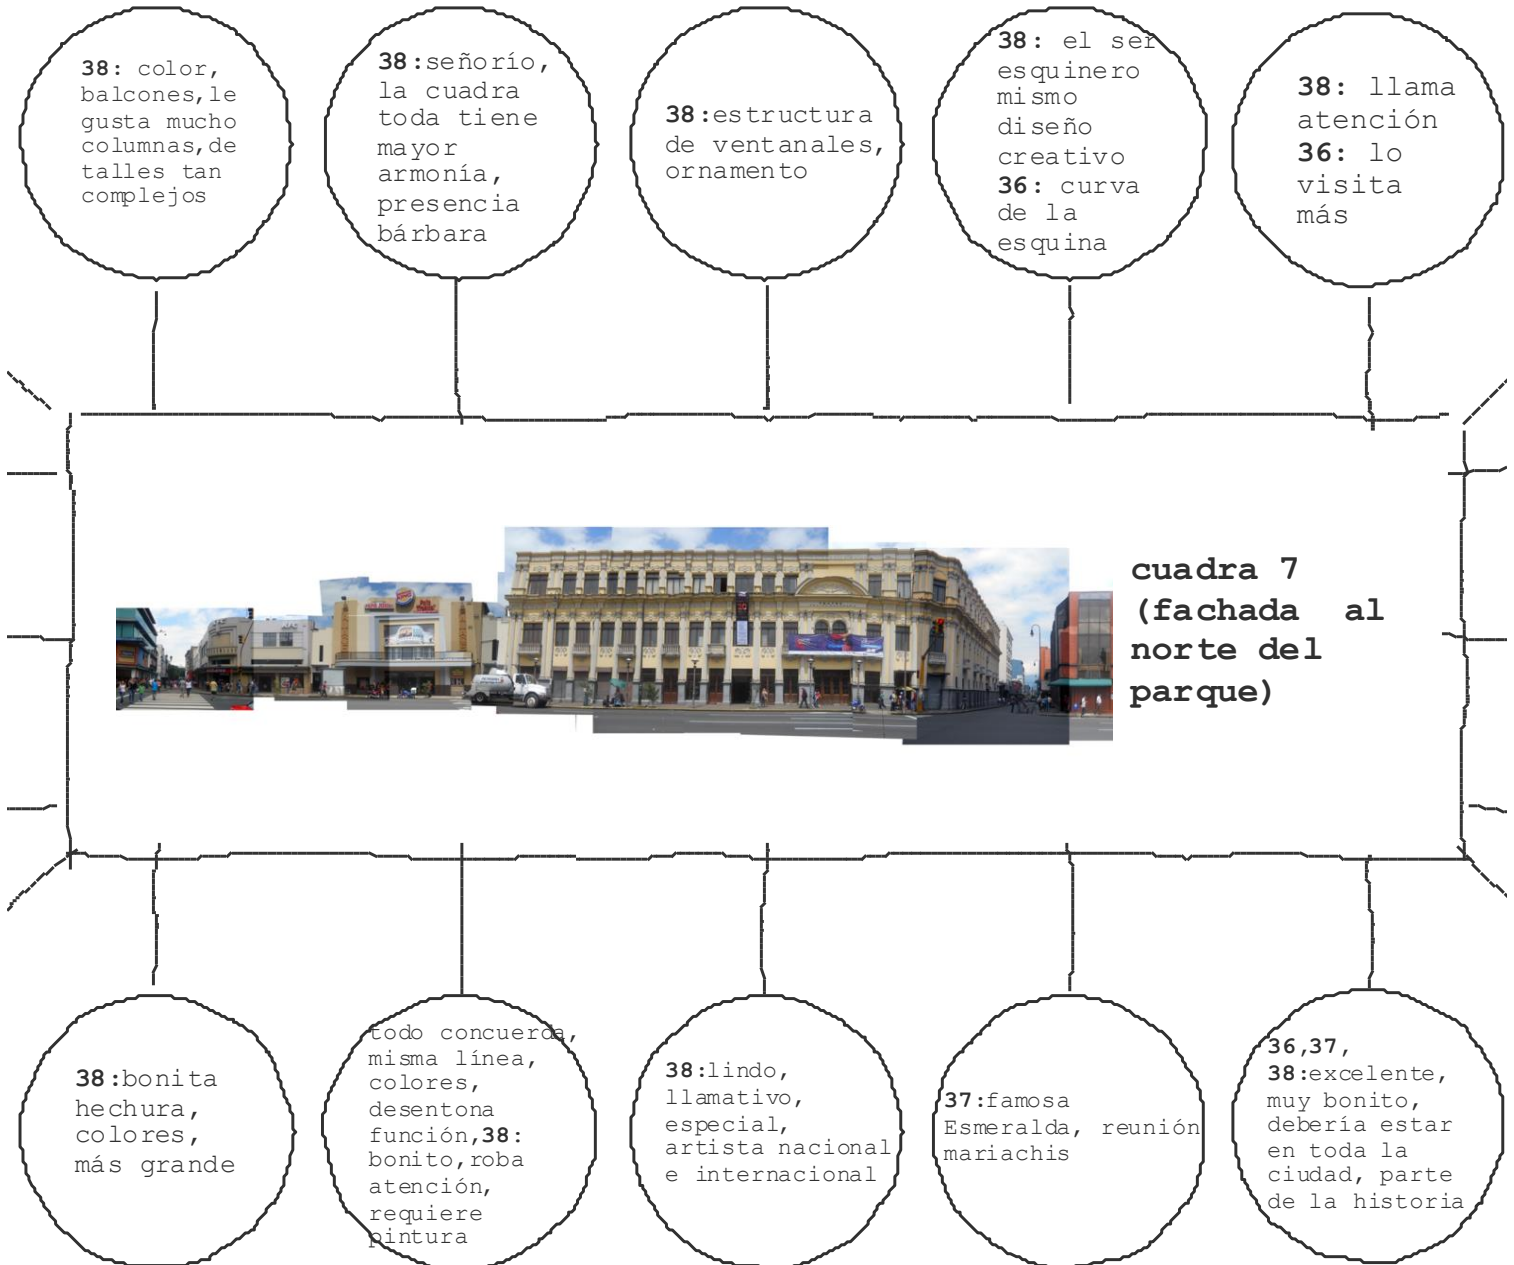 38: color,
balcones,le
gusta mucho
columnas,de
talles tan
complejos
38:señorío,
la cuadra
toda tiene
mayor
armonía,
presencia
bárbara
38:estructura
de ventanales,
ornamento
38: el ser
esquinero
mismo
diseño
creativo
36: curva
de la
esquina
38: llama
atención
36: lo
visita
más
cuadra 7
(fachada al
norte del
parque)
38:bonita
hechura,
colores,
más grande
todo concuerda,
misma línea,
colores,
desentona
función,38:
bonito,roba
atención,
requiere
pintura
38:lindo,
llamativo,
especial,
artista nacional
e internacional
37:famosa
Esmeralda, reunión
mariachis
36,37,
38:excelente,
muy bonito,
debería estar
en toda la
ciudad, parte
de la historia